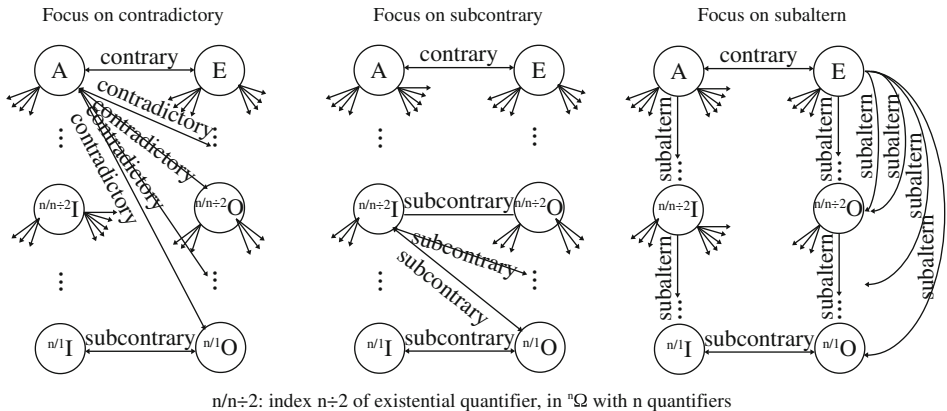 Focus on contradictory
A
contrary
E
contradictory
contradictory
contradictory
contradictory
n/n÷2I
n/n÷2O
n/1I
subcontrary
n/1O
Focus on subcontrary
A
contrary
E
n/n÷2I
subcontrary
n/n÷2O
subcontrary
subcontrary
n/1I
subcontrary
n/1O
Focus on subaltern
A
contrary
E
subaltern
subaltern
subaltern
subaltern
subaltern
subaltern
n/n÷2I
n/n÷2O
subaltern
subaltern
n/1I
subcontrary
n/1O
n/n÷2: index n÷2 of existential quantifier, in ⁿΩ with n quantifiers